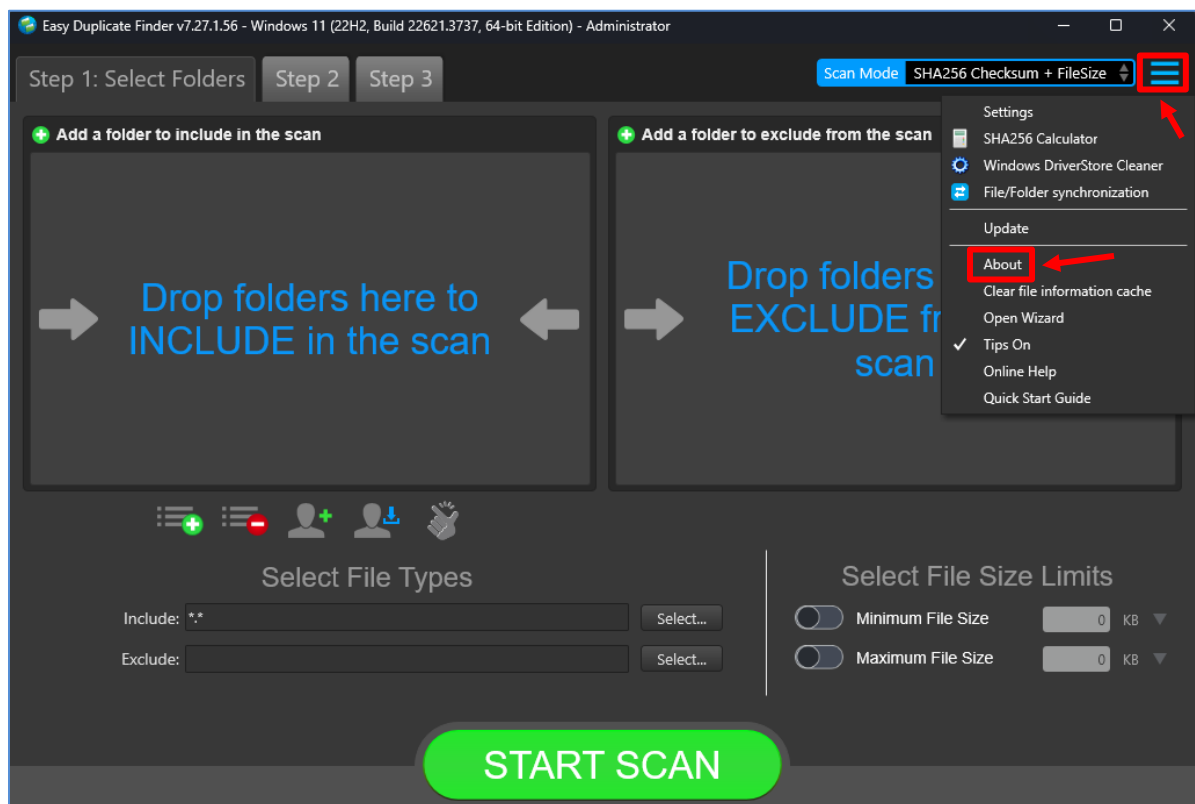 Easy Duplicate Finder v7.27.1.56 - Windows 11 (22H2, Build 22621.3737, 64-bit Edition) - Administrator
Step 1: Select Folders Step 2 Step 3
Scan Mode SHA256 Checksum + FileSize
Add a folder to include in the scan
Drop folders here to
INCLUDE in the scan
Add a folder to exclude from the scan
Drop folders
EXCLUDE fr
scan
Settings
SHA256 Calculator
Windows DriverStore Cleaner
File/Folder synchronization
Update
About
Clear file information cache
Open Wizard
Tips On
Online Help
Quick Start Guide
Select File Types
Include: *.* Select...
Exclude: Select...
Select File Size Limits
Minimum File Size 0 KB
Maximum File Size 0 KB
START SCAN